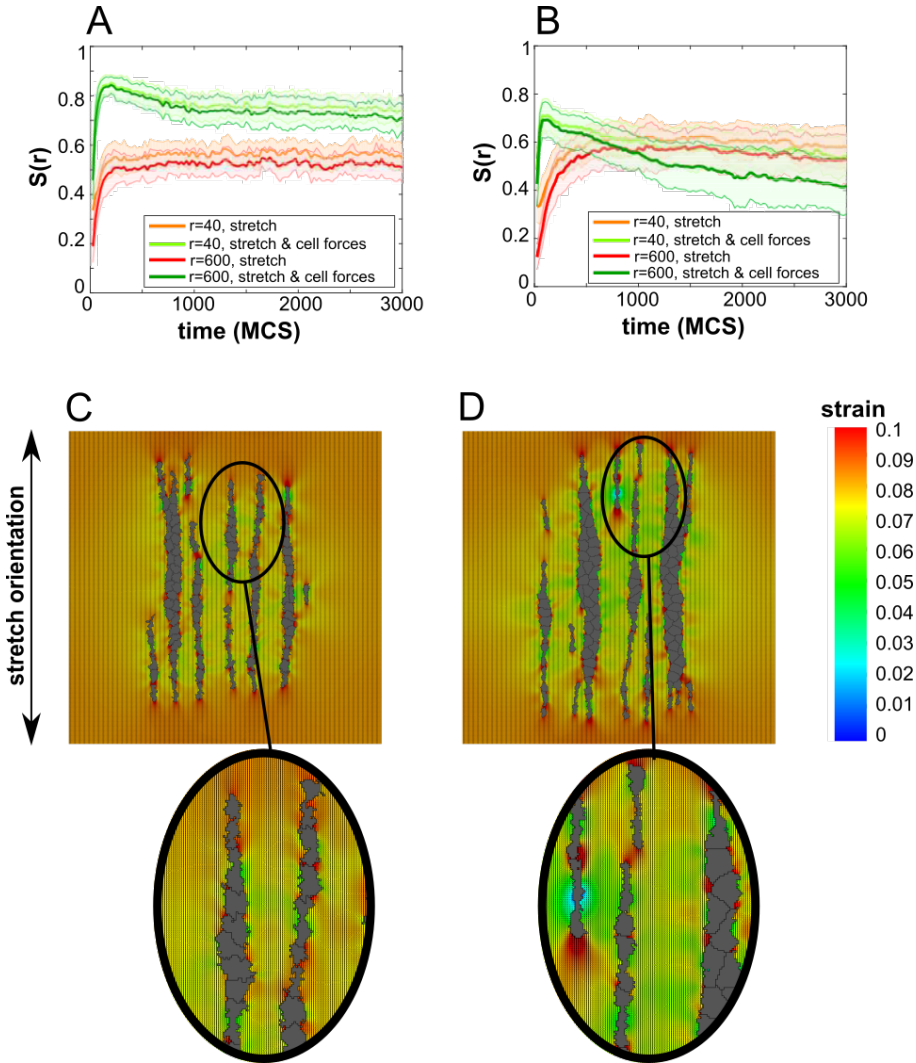 A
B
1
0.8
0.6
0.4
0.2
0
S(r)
r=40, stretch
r=40, stretch & cell forces
r=600, stretch
r=600, stretch & cell forces
0
1000
2000
3000
time (MCS)
1
0.8
0.6
0.4
0.2
0
S(r)
r=40, stretch
r=40, stretch & cell forces
r=600, stretch
r=600, stretch & cell forces
0
1000
2000
3000
time (MCS)
C
D
stretch orientation
strain
0.1
0.09
0.08
0.07
0.06
0.05
0.04
0.03
0.02
0.01
0